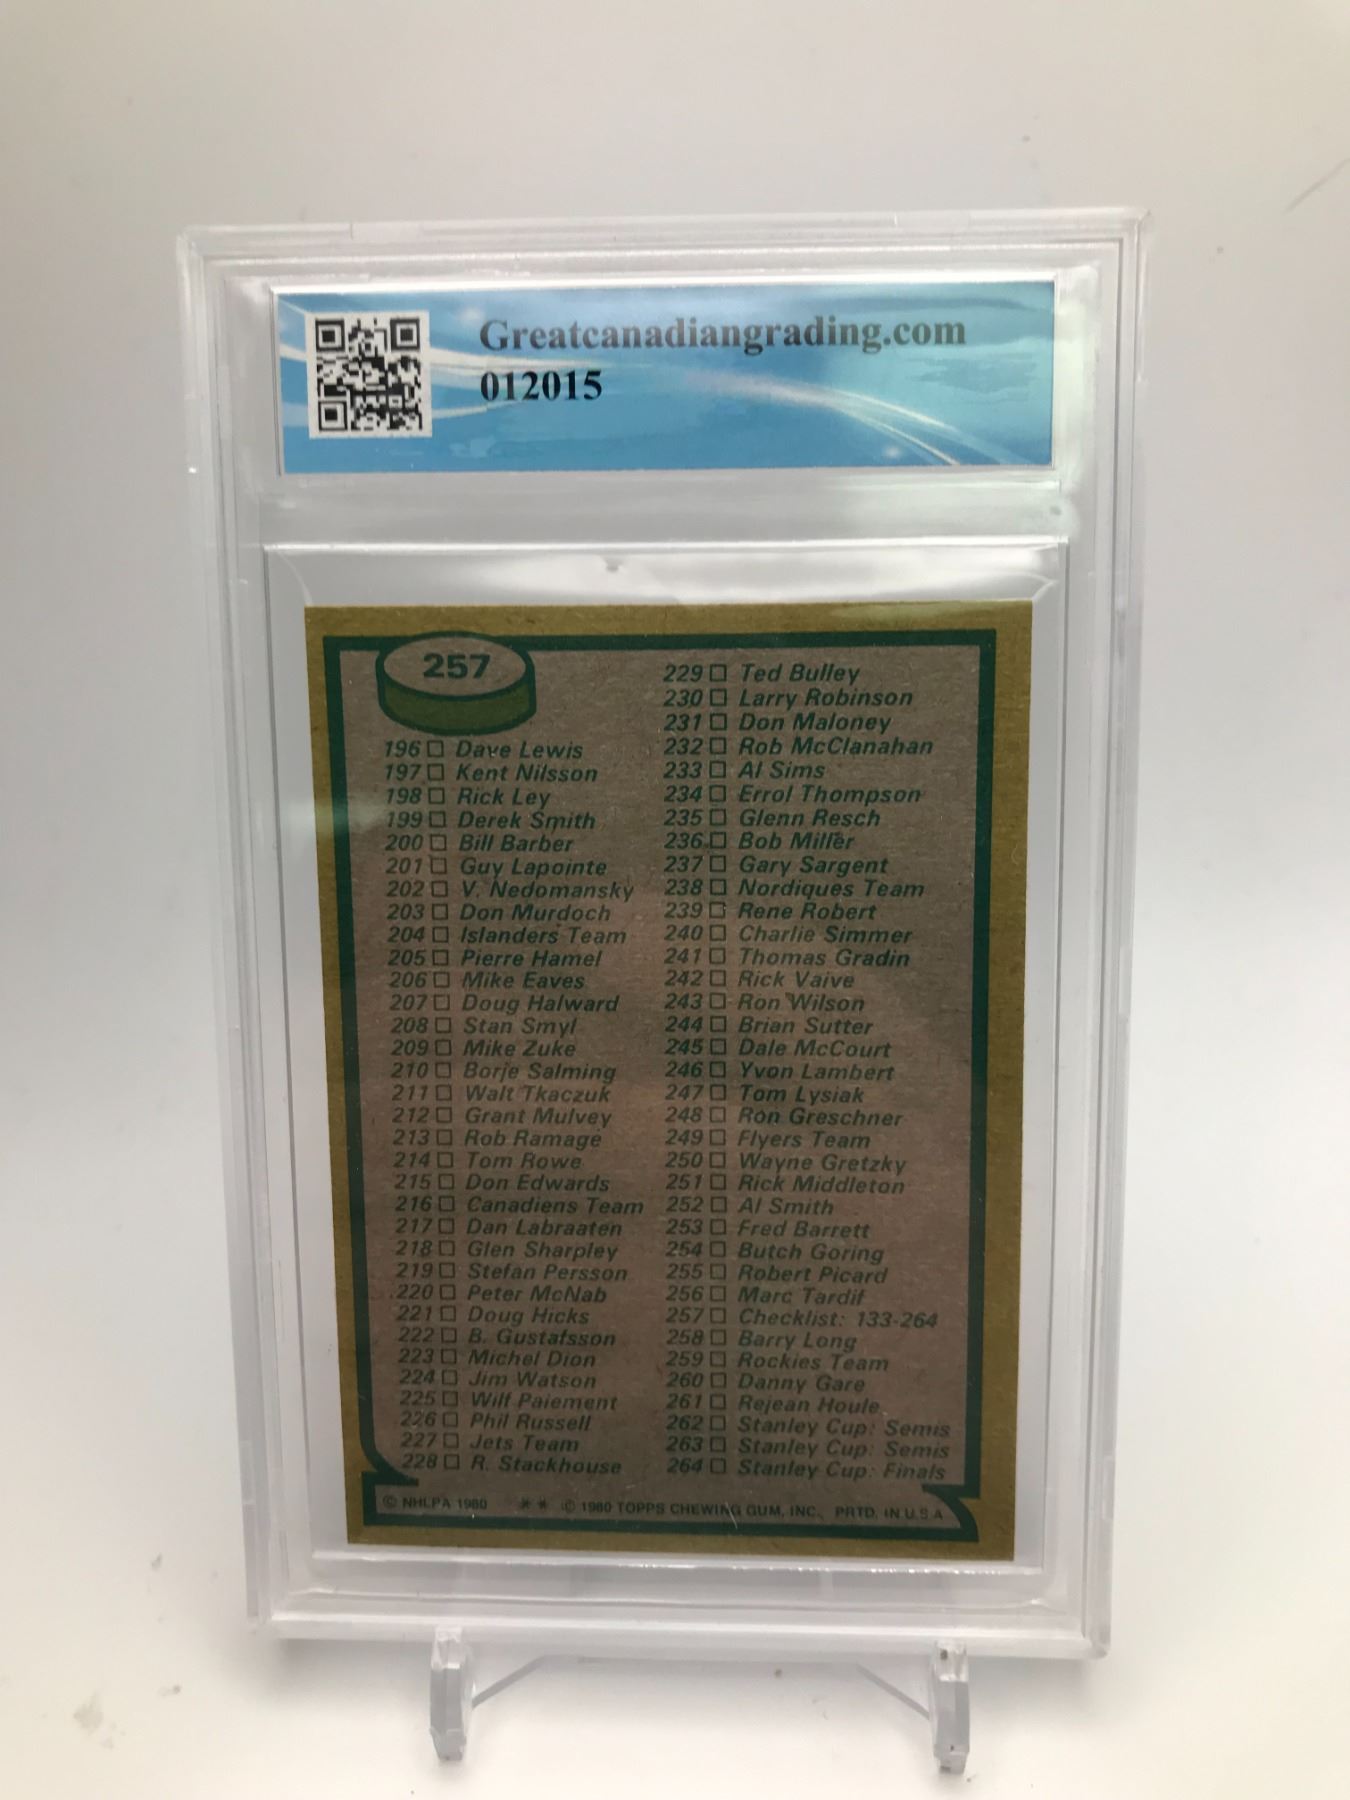 Greatcanadiangrading.com
012015
257
196 □ Dave Lewis
197 □ Kent Nilsson
198 □ Rick Ley
199 □ Derek Smith
200 □ Bill Barber
201 □ Guy Lapointe
202 □ V. Nedomansky
203 □ Don Murdoch
204 □ Islanders Team
205 □ Pierre Hamel
206 □ Mike Eaves
207 □ Doug Halward
208 □ Stan Smyl
209 □ Mike Zuke
210 □ Borje Salming
211 □ Walt Tkaczuk
212 □ Grant Mulvey
213 □ Rob Ramage
214 □ Tom Rowe
215 □ Don Edwards
216 □ Canadiens Team
217 □ Dan Labraaten
218 □ Glen Sharpley
219 □ Stefan Persson
220 □ Peter McNab
221 □ Doug Hicks
222 □ B. Gustafsson
223 □ Michel Dion
224 □ Jim Watson
225 □ Wilf Paiement
226 □ Phil Russell
227 □ Jets Team
228 □ R. Stackhouse
229 □ Ted Bulley
230 □ Larry Robinson
231 □ Don Maloney
232 □ Rob McClanahan
233 □ Al Sims
234 □ Errol Thompson
235 □ Glenn Resch
236 □ Bob Miller
237 □ Gary Sargent
238 □ Nordiques Team
239 □ Rene Robert
240 □ Charlie Simmer
241 □ Thomas Gradin
242 □ Rick Vaive
243 □ Ron Wilson
244 □ Brian Sutter
245 □ Dale McCourt
246 □ Yvon Lambert
247 □ Tom Lysiak
248 □ Ron Greschner
249 □ Flyers Team
250 □ Wayne Gretzky
251 □ Rick Middleton
252 □ Al Smith
253 □ Fred Barrett
254 □ Butch Goring
255 □ Robert Picard
256 □ Marc Tardif
257 □ Checklist: 133-264
258 □ Barry Long
259 □ Rockies Team
260 □ Danny Gare
261 □ Rejean Houle
262 □ Stanley Cup: Semis
263 □ Stanley Cup: Semis
264 □ Stanley Cup: Finals
© NHLPA 1980 ** © 1980 TOPPS CHEWING GUM, INC., PRTD. IN U.S.A